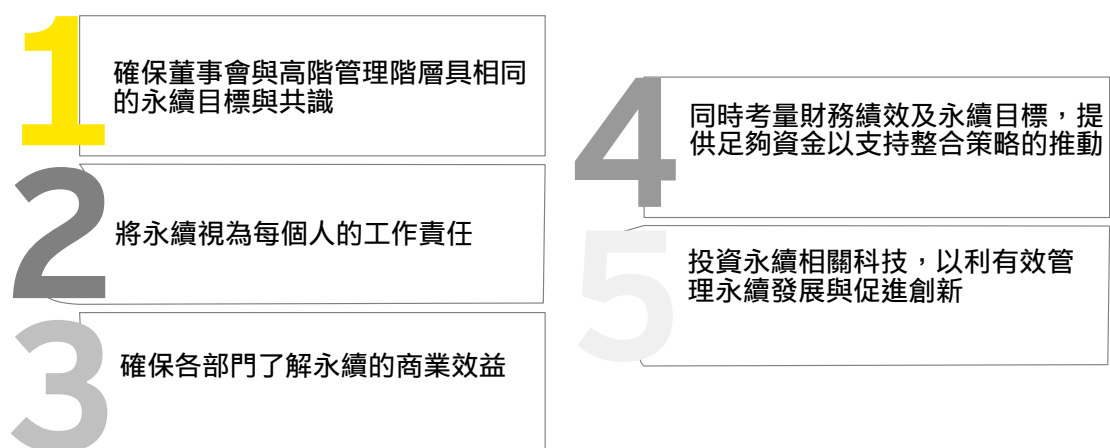 1
確保董事會與高階管理階層具相同
的永續目標與共識
2
將永續視為每個人的工作責任
3
確保各部門了解永續的商業效益
4
同時考量財務績效及永續目標，提
供足夠資金以支持整合策略的推動
5
投資永續相關科技，以利有效管
理永續發展與促進創新